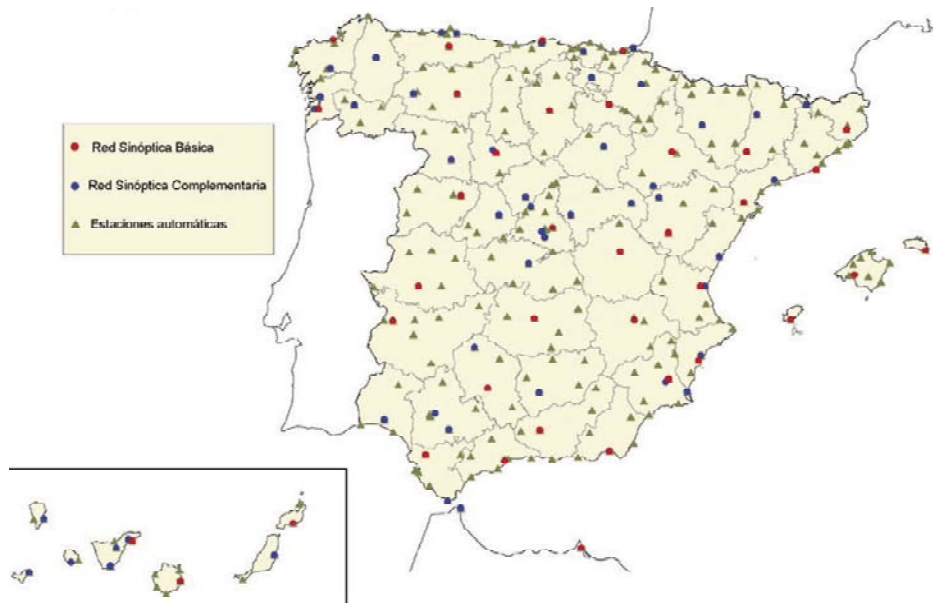 Red Sinóptica Básica
Red Sinóptica Complementaria
Estaciones automáticas